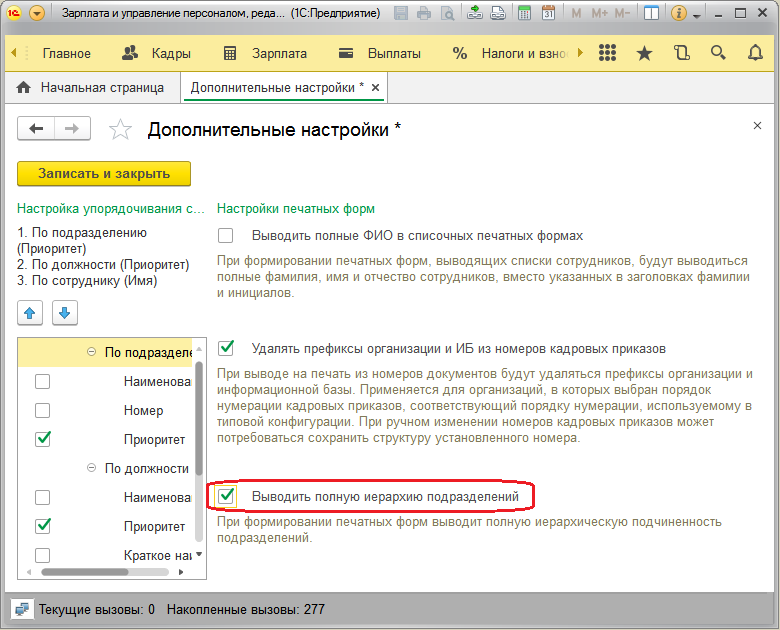 Зарплата и управление персоналом, реда... (1С:Предприятие)
M M+ M-
Главное Кадры Зарплата Выплаты % Налоги и взно
Начальная страница Дополнительные настройки *
Дополнительные настройки *
Записать и закрыть
Настройка упорядочивания с...
1. По подразделению
(Приоритет)
2. По должности (Приоритет)
3. По сотруднику (Имя)
По подразделе
Наименова
Номер
Приоритет
По должности
Наименова
Приоритет
Краткое наи
Настройки печатных форм
Выводить полные ФИО в списочных печатных формах
При формировании печатных форм, выводящих списки сотрудников, будут выводиться
полные фамилия, имя и отчество сотрудников, вместо указанных в заголовках фамилии
и инициалов.
Удалять префиксы организации и ИБ из номеров кадровых приказов
При выводе на печать из номеров документов будут удаляться префиксы организации и
информационной базы. Применяется для организаций, в которых выбран порядок
нумерации кадровых приказов, соответствующий порядку нумерации, используемому в
типовой конфигурации. При ручном изменении номеров кадровых приказов может
потребоваться сохранить структуру установленного номера.
Выводить полную иерархию подразделений
При формировании печатных форм выводит полную иерархическую подчиненность
подразделений.
Текущие вызовы: 0 Накопленные вызовы: 277